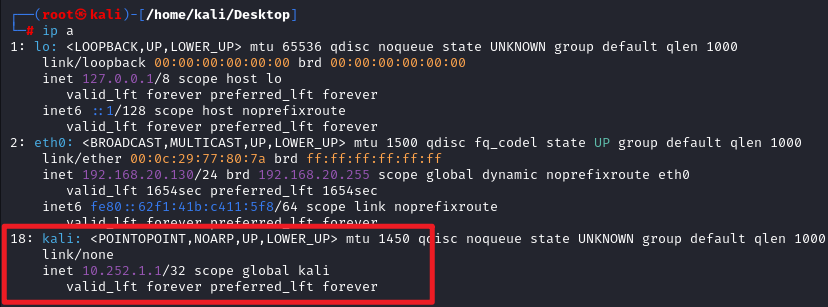 ┌──(root㉿kali)-[/home/kali/Desktop]
└─# ip a
1: lo: <LOOPBACK,UP,LOWER_UP> mtu 65536 qdisc noqueue state UNKNOWN group default qlen 1000
link/loopback 00:00:00:00:00:00 brd 00:00:00:00:00:00
inet 127.0.0.1/8 scope host lo
valid_lft forever preferred_lft forever
inet6 ::1/128 scope host noprefixroute
valid_lft forever preferred_lft forever
2: eth0: <BROADCAST,MULTICAST,UP,LOWER_UP> mtu 1500 qdisc fq_codel state UP group default qlen 1000
link/ether 00:0c:29:77:80:7a brd ff:ff:ff:ff:ff:ff
inet 192.168.20.130/24 brd 192.168.20.255 scope global dynamic noprefixroute eth0
valid_lft 1654sec preferred_lft 1654sec
inet6 fe80::62f1:41b:c411:5f8/64 scope link noprefixroute
valid_lft forever preferred_lft forever
18: kali: <POINTOPOINT,NOARP,UP,LOWER_UP> mtu 1450 qdisc noqueue state UNKNOWN group default qlen 1000
link/none
inet 10.252.1.1/32 scope global kali
valid_lft forever preferred_lft forever